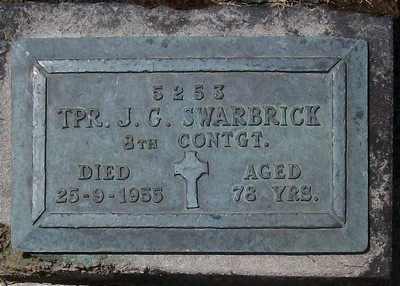 5253
TPR. J. G. SWARBRICK
8TH CONTGT.
DIED AGED
25-9-1955 78 YRS.